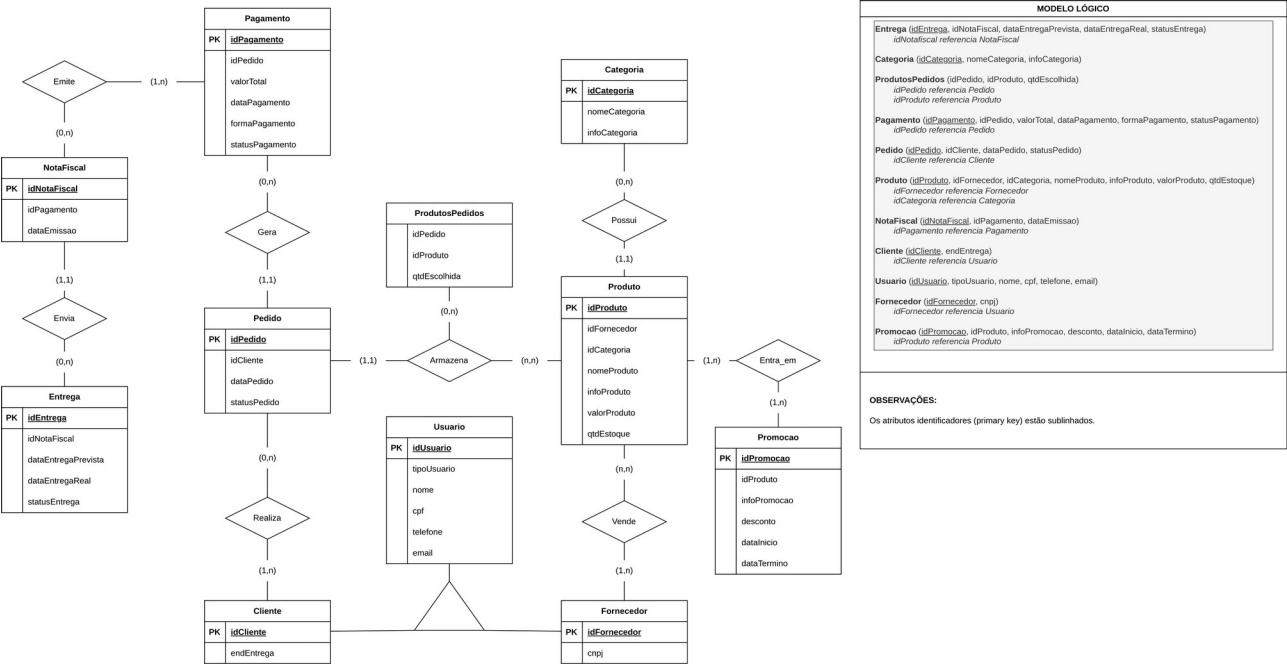 Pagamento
PK idPagamento
idPedido
valorTotal
dataPagamento
formaPagamento
statusPagamento
Emite
(1,n)
(0,n)
NotaFiscal
PK idNotaFiscal
idPagamento
dataEmissao
(1,1)
Envia
(0,n)
Entrega
PK idEntrega
idNotaFiscal
dataEntregaPrevista
dataEntregaReal
statusEntrega
(0,n)
Gera
(1,1)
Pedido
PK idPedido
idCliente
dataPedido
statusPedido
(0,n)
Realiza
(1,n)
Cliente
PK idCliente
endEntrega
ProdutosPedidos
idPedido
idProduto
qtdEscolhida
(0,n)
(1,1)
Armazena
(n,n)
Usuario
PK idUsuario
tipoUsuario
nome
cpf
telefone
email
Categoria
PK idCategoria
nomeCategoria
infoCategoria
(0,n)
Possui
(1,1)
Produto
PK idProduto
idFornecedor
idCategoria
nomeProduto
infoProduto
valorProduto
qtdEstoque
(n,n)
Vende
(1,n)
Fornecedor
PK idFornecedor
cnpj
(1,n)
Entra_em
(1,n)
Promocao
PK idPromocao
idProduto
infoPromocao
desconto
dataInicio
dataTermino
MODELO LÓGICO
Entrega (idEntrega, idNotaFiscal, dataEntregaPrevista, dataEntregaReal, statusEntrega)
idNotafiscal referencia NotaFiscal
Categoria (idCategoria, nomeCategoria, infoCategoria)
ProdutosPedidos (idPedido, idProduto, qtdEscolhida)
idPedido referencia Pedido
idProduto referencia Produto
Pagamento (idPagamento, idPedido, valorTotal, dataPagamento, formaPagamento, statusPagamento)
idPedido referencia Pedido
Pedido (idPedido, idCliente, dataPedido, statusPedido)
idCliente referencia Cliente
Produto (idProduto, idFornecedor, idCategoria, nomeProduto, infoProduto, valorProduto, qtdEstoque)
idFornecedor referencia Fornecedor
idCategoria referencia Categoria
NotaFiscal (idNotaFiscal, idPagamento, dataEmissao)
idPagamento referencia Pagamento
Cliente (idCliente, endEntrega)
idCliente referencia Usuario
Usuario (idUsuario, tipoUsuario, nome, cpf, telefone, email)
Fornecedor (idFornecedor, cnpj)
idFornecedor referencia Usuario
Promocao (idPromocao, idProduto, infoPromocao, desconto, dataInicio, dataTermino)
idProduto referencia Produto
OBSERVAÇÕES:
Os atributos identificadores (primary key) estão sublinhados.